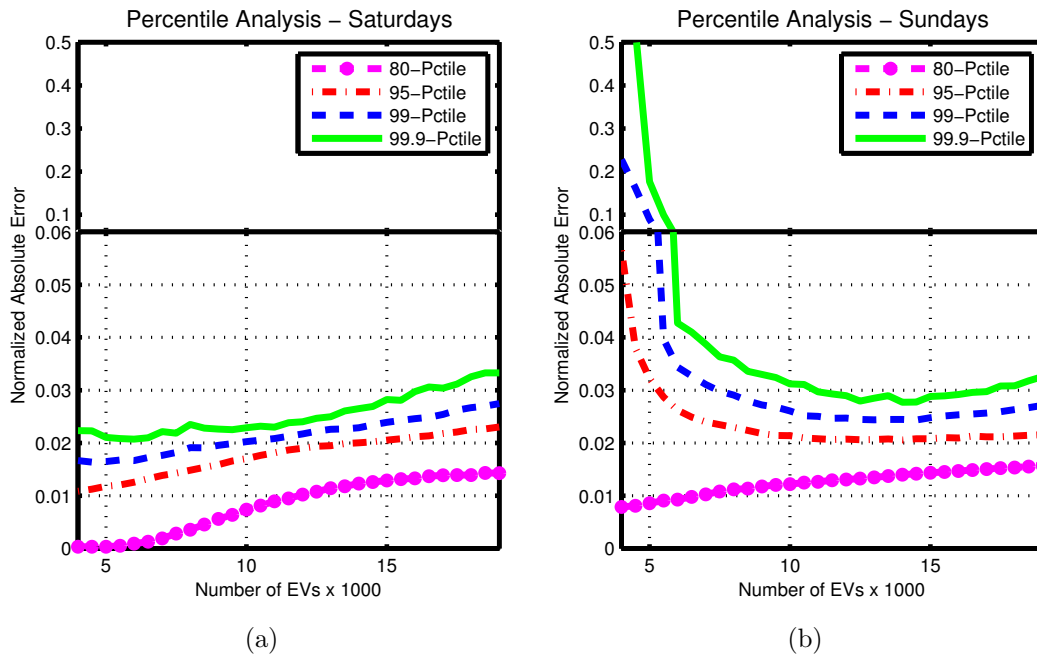 Percentile Analysis – Saturdays
0.5
0.4
0.3
0.2
0.1
0.06
0.05
0.04
0.03
0.02
0.01
0
80–Pctile
95–Pctile
99–Pctile
99.9–Pctile
Normalized Absolute Error
5
10
15
Number of EVs x 1000
(a)
Percentile Analysis – Sundays
0.5
0.4
0.3
0.2
0.1
0.06
0.05
0.04
0.03
0.02
0.01
0
80–Pctile
95–Pctile
99–Pctile
99.9–Pctile
Normalized Absolute Error
5
10
15
Number of EVs x 1000
(b)